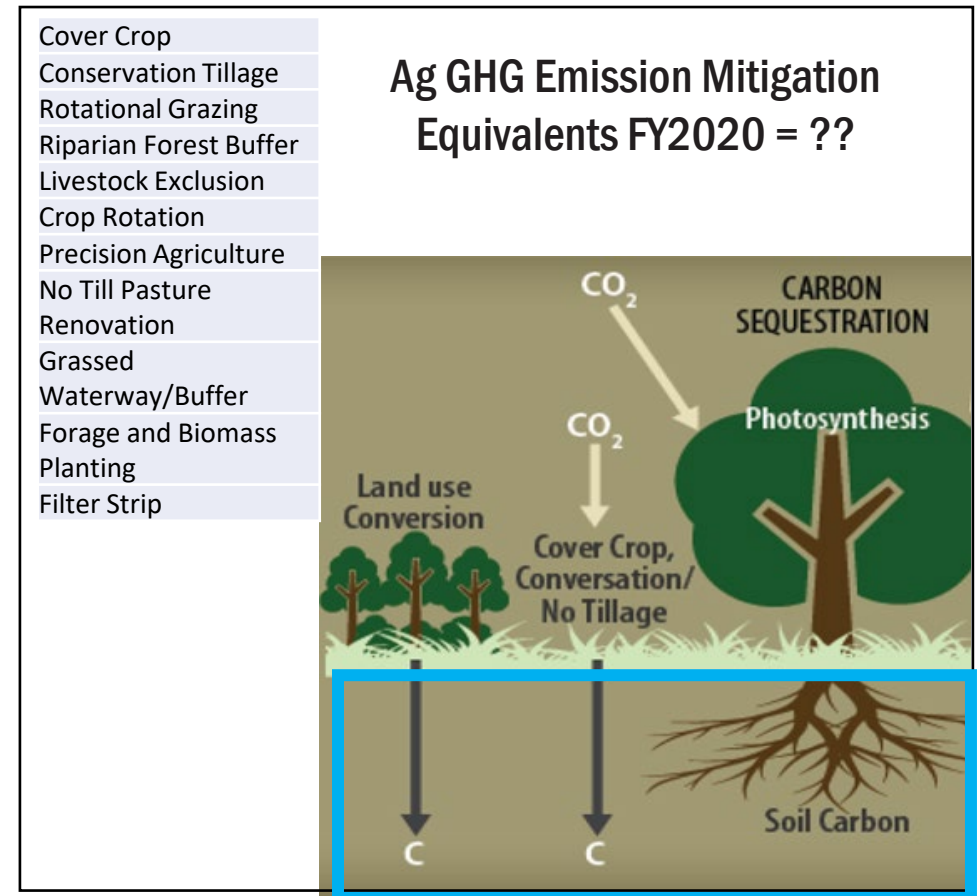 Cover Crop
Conservation Tillage
Rotational Grazing
Riparian Forest Buffer
Livestock Exclusion
Crop Rotation
Precision Agriculture
No Till Pasture
Renovation
Grassed
Waterway/Buffer
Forage and Biomass
Planting
Filter Strip
Ag GHG Emission Mitigation
Equivalents FY2020 = ??
CO2
CARBON
SEQUESTRATION
Photosynthesis
CO2
Land use
Conversion
Cover Crop,
Conversation/
No Tillage
Soil Carbon
C
C